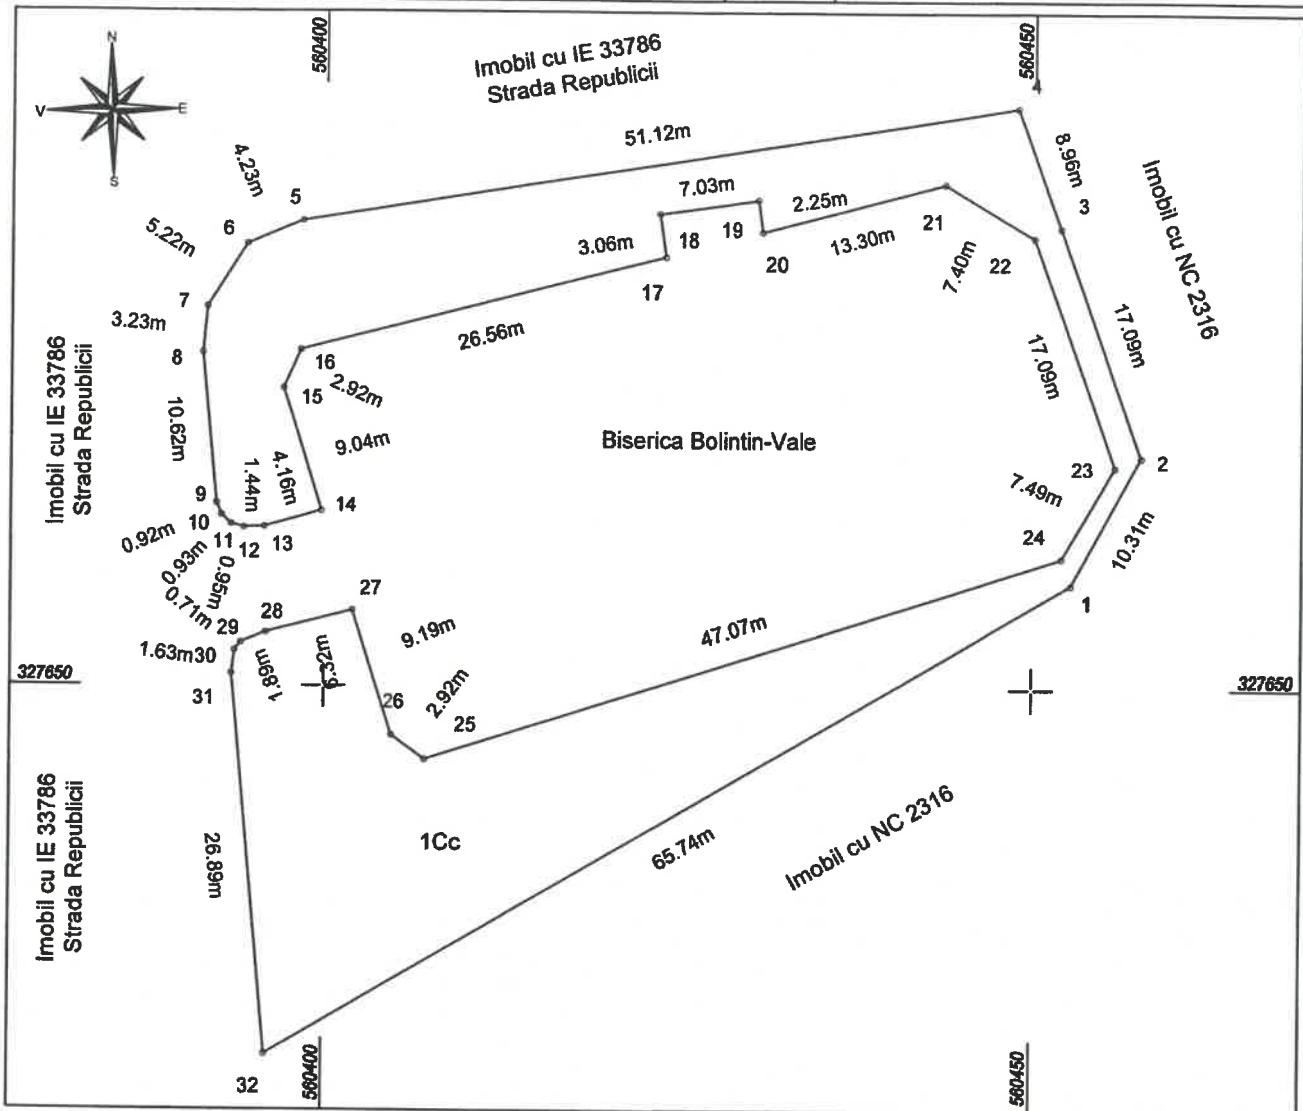 560400
560450
Imobil cu IE 33786
Strada Republicii
N
V
E
S
4
51.12m
8.96m
4.23m
5
7.03m
2.25m
3
Imobil cu NC 2316
6
5.22m
3.06m
18
19
13.30m
21
20
7.40m
22
7
3.23m
17
8
26.56m
17.09m
17.09m
Imobil cu IE 33786
Strada Republicii
16
2.92m
15
10.62m
9.04m
Biserica Bolintin-Vale
1.44m
4.16m
23
2
7.49m
9
14
10
11
12
13
0.92m
0.93m
0.95m
0.71m
24
10.31m
27
1
28
29
9.19m
47.07m
1.63m
30
1.89m
6.32m
327650
327650
31
26
2.92m
25
Imobil cu IE 33786
Strada Republicii
26.89m
1Cc
65.74m
Imobil cu NC 2316
32
560400
560450